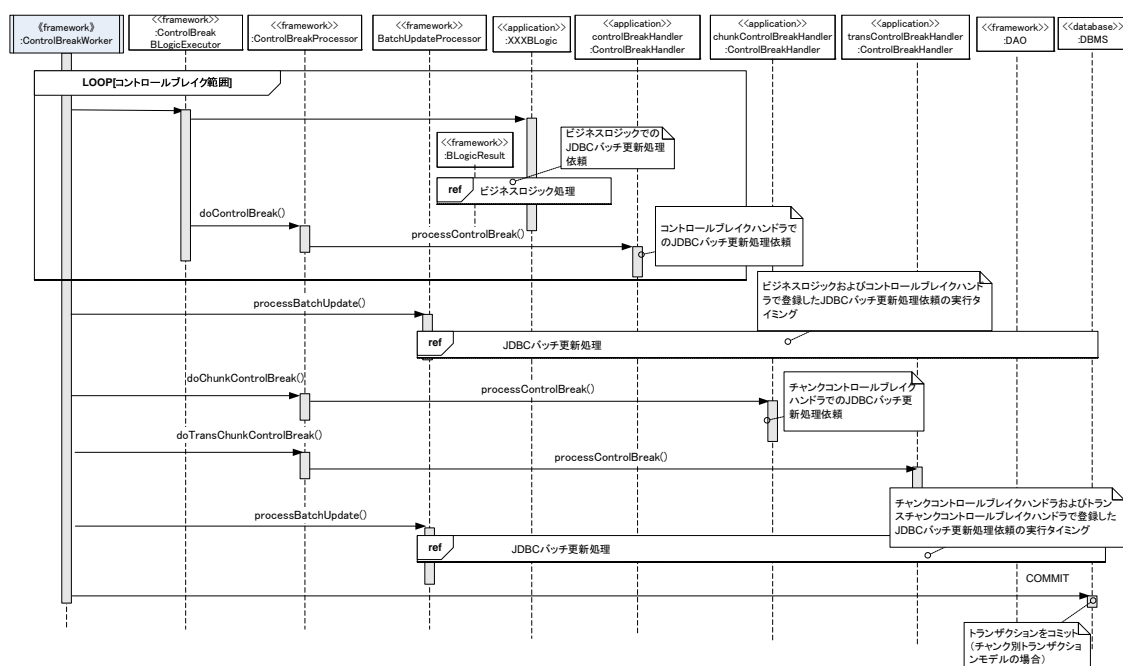 《framework》
:ControlBreakWorker
<<framework>>
:ControlBreak
BLogicExecutor
<<framework>>
:ControlBreakProcessor
<<framework>>
BatchUpdateProcessor
<<application>>
:XXXBLogic
<<application>>
controlBreakHandler
:ControlBreakHandler
<<application>>
chunkControlBreakHandler
:ControlBreakHandler
<<application>>
transControlBreakHandler
:ControlBreakHandler
<<framework>>
:DAO
<<database>>
:DBMS
LOOP[コントロールブレイク範囲]
ビジネスロジックでの
JDBCバッチ更新処理
依頼
<<framework>>
:BLogicResult
ref ビジネスロジック処理
doControlBreak()
processControlBreak()
コントロールブレイクハンドラで
のJDBCバッチ更新処理依頼
ビジネスロジックおよびコントロールブレイクハンド
ラで登録したJDBCバッチ更新処理依頼の実行タ
イミング
processBatchUpdate()
ref JDBCバッチ更新処理
doChunkControlBreak()
processControlBreak()
チャンクコントロールブレイク
ハンドラでのJDBCバッチ更
新処理依頼
doTransChunkControlBreak()
processControlBreak()
チャンクコントロールブレイクハンドラおよびトラン
スチャンクコントロールブレイクハンドラで登録した
JDBCバッチ更新処理依頼の実行タイミング
processBatchUpdate()
ref JDBCバッチ更新処理
COMMIT
トランザクションをコミット
(チャンク別トランザクショ
ンモデルの場合)